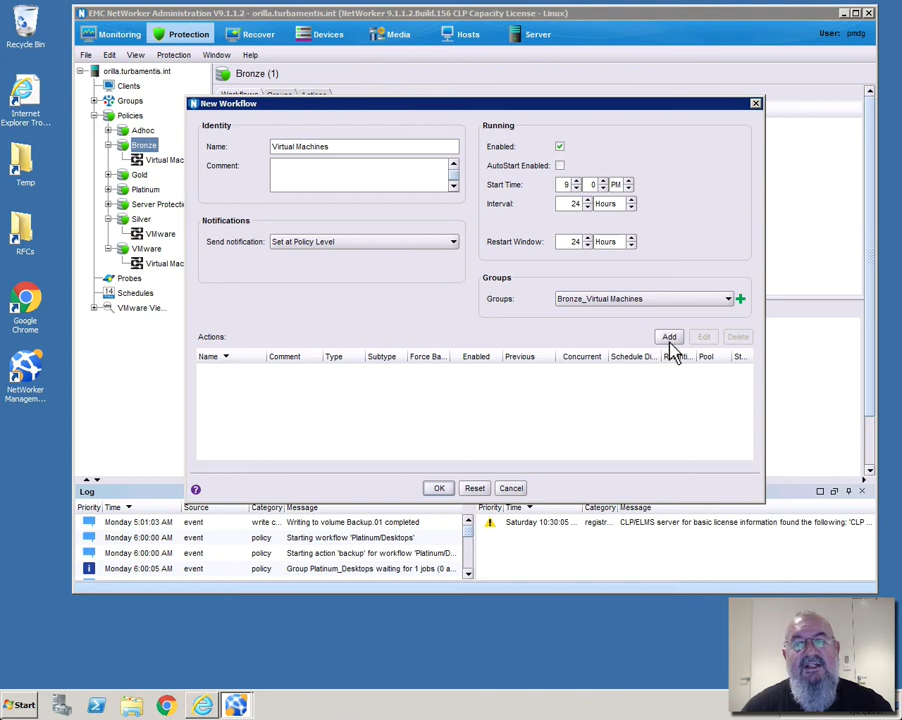 Recycle Bin
Internet
Explorer Tro...
Temp
RFCs
Google
Chrome
NetWorker
Managem...
EMC NetWorker Administration V9.1.1.2 - orilla.turbamentis.int (NetWorker 9.1.1.2.Build.156 CLP Capacity License - Linux)
Monitoring
Protection
Recover
Devices
Media
Hosts
Server
User: pmdg
File
Edit
View
Protection
Window
Help
orilla.turbamentis.int
Clients
Groups
Policies
Adhoc
Bronze
Virtual Mac
Gold
Platinum
Server Protecti
Silver
VMware
VMware
Virtual Mac
Probes
14 Schedules
VMware Vie...
Bronze (1)
Workflows Groups Actions
New Workflow
Identity
Name: Virtual Machines
Comment:
Notifications
Send notification: Set at Policy Level
Running
Enabled:
AutoStart Enabled:
Start Time: 9 0 PM
Interval: 24 Hours
Restart Window: 24 Hours
Groups
Groups: Bronze_Virtual Machines
Actions:
Add Edit Delete
Name Comment Type Subtype Force Ba... Enabled Previous Concurrent Schedule Di... Pool St...
OK Reset Cancel
Log
Priority Time Source Category Message
Monday 5:01:03 AM event write c... Writing to volume Backup.01 completed
Monday 6:00:00 AM event policy Starting workflow 'Platinum/Desktops'
Monday 6:00:00 AM event policy Starting action 'backup' for workflow 'Platinum/Desk...
Monday 6:00:05 AM event policy Group Platinum_Desktops waiting for 1 jobs (0 a...
Priority Time Source Category Message
Saturday 10:30:05 ... event registr... CLP/ELMS server for basic license information found the following: 'CLP ...
Start